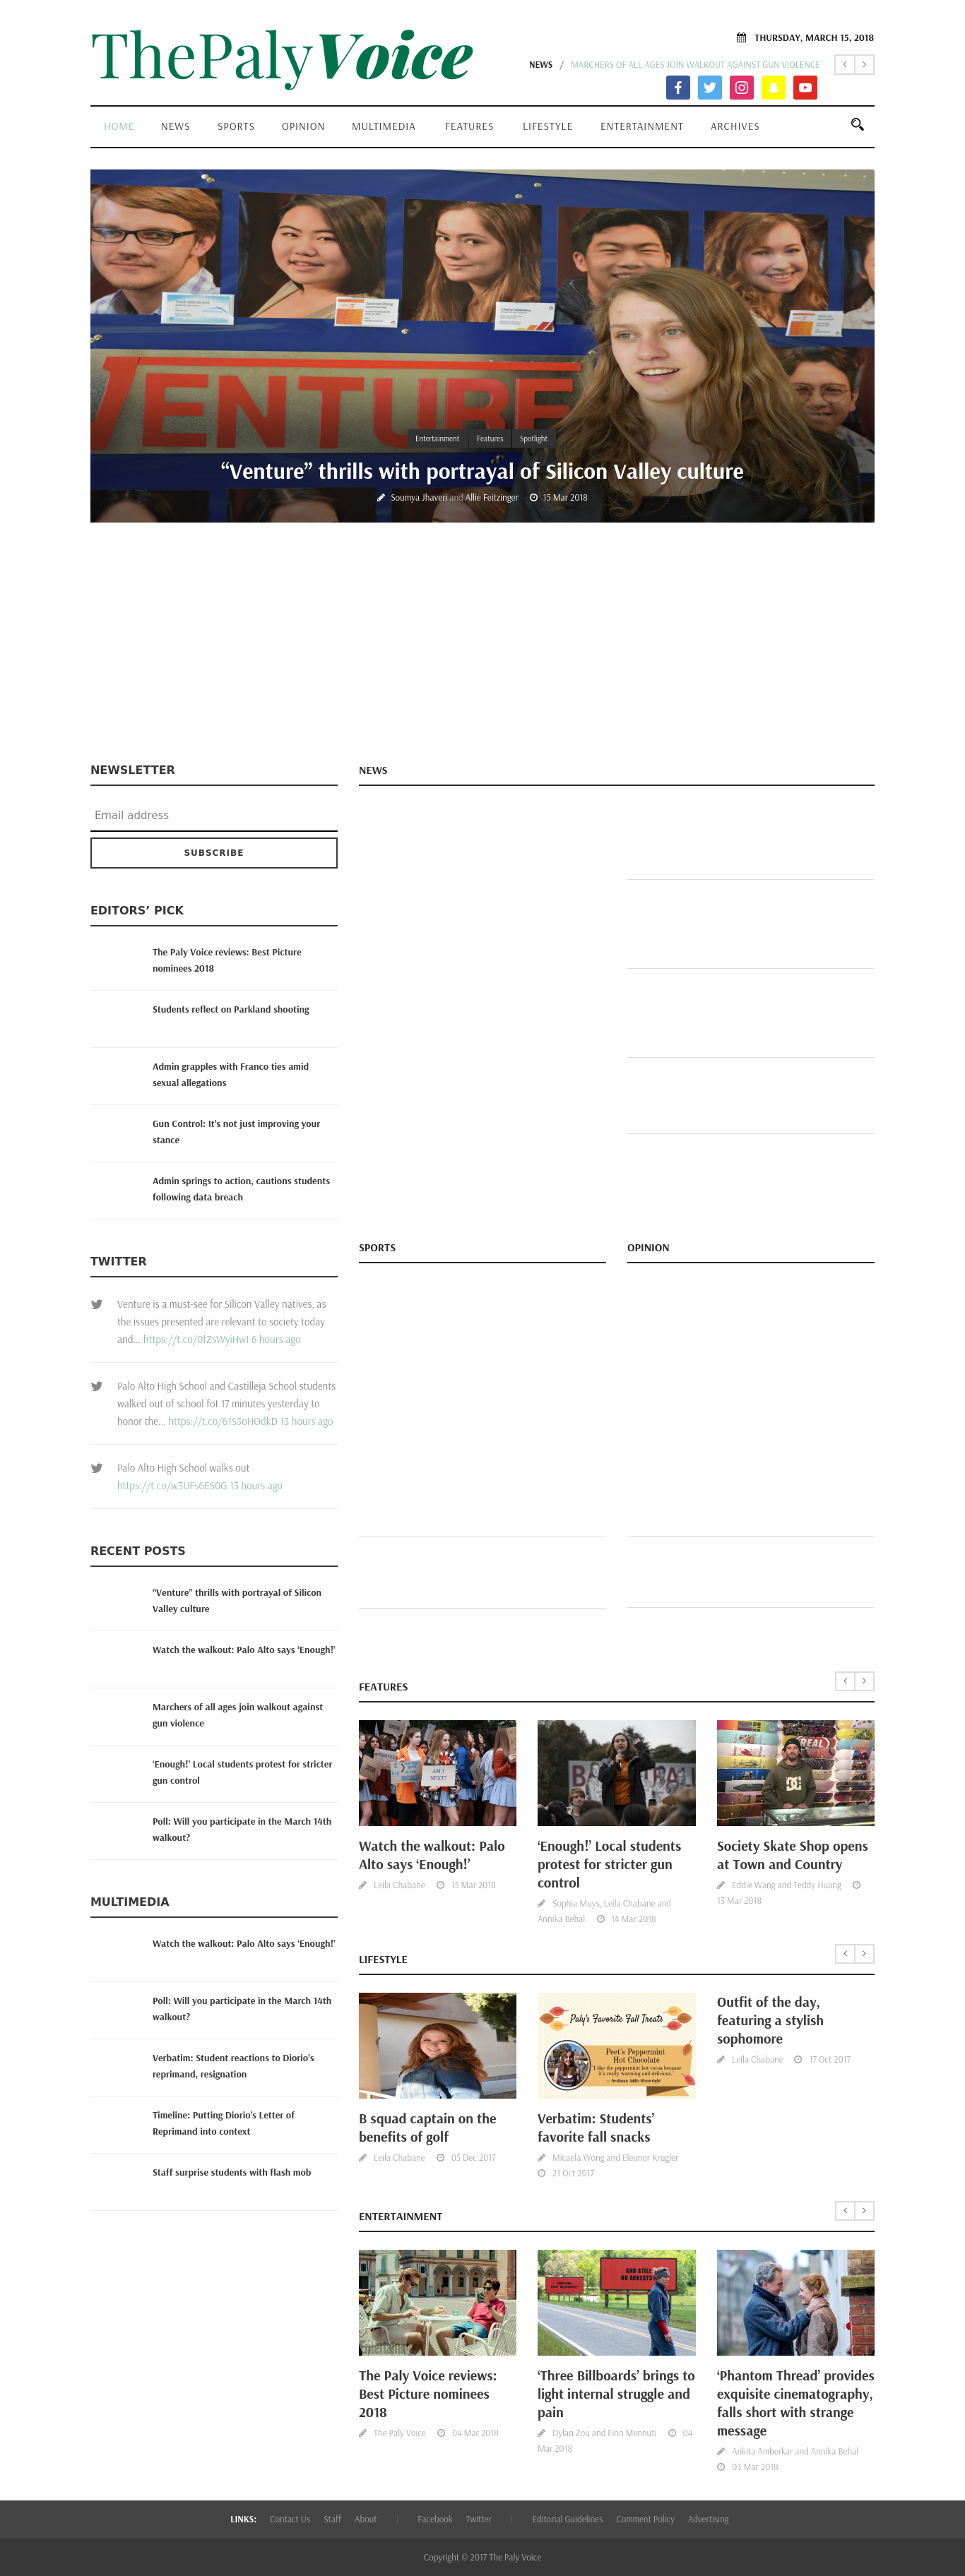 ThePalyVoice
THURSDAY, MARCH 15, 2018
NEWS / MARCHERS OF ALL AGES JOIN WALKOUT AGAINST GUN VIOLENCE
HOME NEWS SPORTS OPINION MULTIMEDIA FEATURES LIFESTYLE ENTERTAINMENT ARCHIVES
VENTURE
Entertainment Features Spotlight
“Venture” thrills with portrayal of Silicon Valley culture
Soumya Jhaveri and Allie Feitzinger 15 Mar 2018
NEWSLETTER
Email address
SUBSCRIBE
EDITORS’ PICK
The Paly Voice reviews: Best Picture
nominees 2018
Students reflect on Parkland shooting
Admin grapples with Franco ties amid
sexual allegations
Gun Control: It’s not just improving your
stance
Admin springs to action, cautions students
following data breach
TWITTER
Venture is a must-see for Silicon Valley natives, as
the issues presented are relevant to society today
and... https://t.co/0fZsWyiHwI 6 hours ago
Palo Alto High School and Castilleja School students
walked out of school fot 17 minutes yesterday to
honor the... https://t.co/61S3oHOdkD 13 hours ago
Palo Alto High School walks out
https://t.co/w3UFs6ES0G 13 hours ago
RECENT POSTS
“Venture” thrills with portrayal of Silicon
Valley culture
Watch the walkout: Palo Alto says ‘Enough!’
Marchers of all ages join walkout against
gun violence
‘Enough!’ Local students protest for stricter
gun control
Poll: Will you participate in the March 14th
walkout?
MULTIMEDIA
Watch the walkout: Palo Alto says ‘Enough!’
Poll: Will you participate in the March 14th
walkout?
Verbatim: Student reactions to Diorio’s
reprimand, resignation
Timeline: Putting Diorio’s Letter of
Reprimand into context
Staff surprise students with flash mob
NEWS
SPORTS
OPINION
FEATURES
AM I
NEXT?
Watch the walkout: Palo
Alto says ‘Enough!’
Leila Chabane 15 Mar 2018
‘Enough!’ Local students
protest for stricter gun
control
Sophia Muys, Leila Chabane and
Annika Behal 14 Mar 2018
REAL
DC
Society Skate Shop opens
at Town and Country
Eddie Wang and Teddy Huang
13 Mar 2018
LIFESTYLE
B squad captain on the
benefits of golf
Leila Chabane 05 Dec 2017
Paly's Favorite Fall Treats
Peet's Peppermint
Hot Chocolate
"I like the peppermint hot cocoa because
it's really warming and delicious."
Verbatim: Students’
favorite fall snacks
Micaela Wong and Eleanor Krugler
21 Oct 2017
Outfit of the day,
featuring a stylish
sophomore
Leila Chabane 17 Oct 2017
ENTERTAINMENT
The Paly Voice reviews:
Best Picture nominees
2018
The Paly Voice 04 Mar 2018
AND STILL
NO ARRESTS?
‘Three Billboards’ brings to
light internal struggle and
pain
Dylan Zou and Finn Mennuti 04
Mar 2018
‘Phantom Thread’ provides
exquisite cinematography,
falls short with strange
message
Ankita Amberkar and Annika Behal
03 Mar 2018
LINKS: Contact Us Staff About | Facebook Twitter | Editorial Guidelines Comment Policy Advertising
Copyright © 2017 The Paly Voice